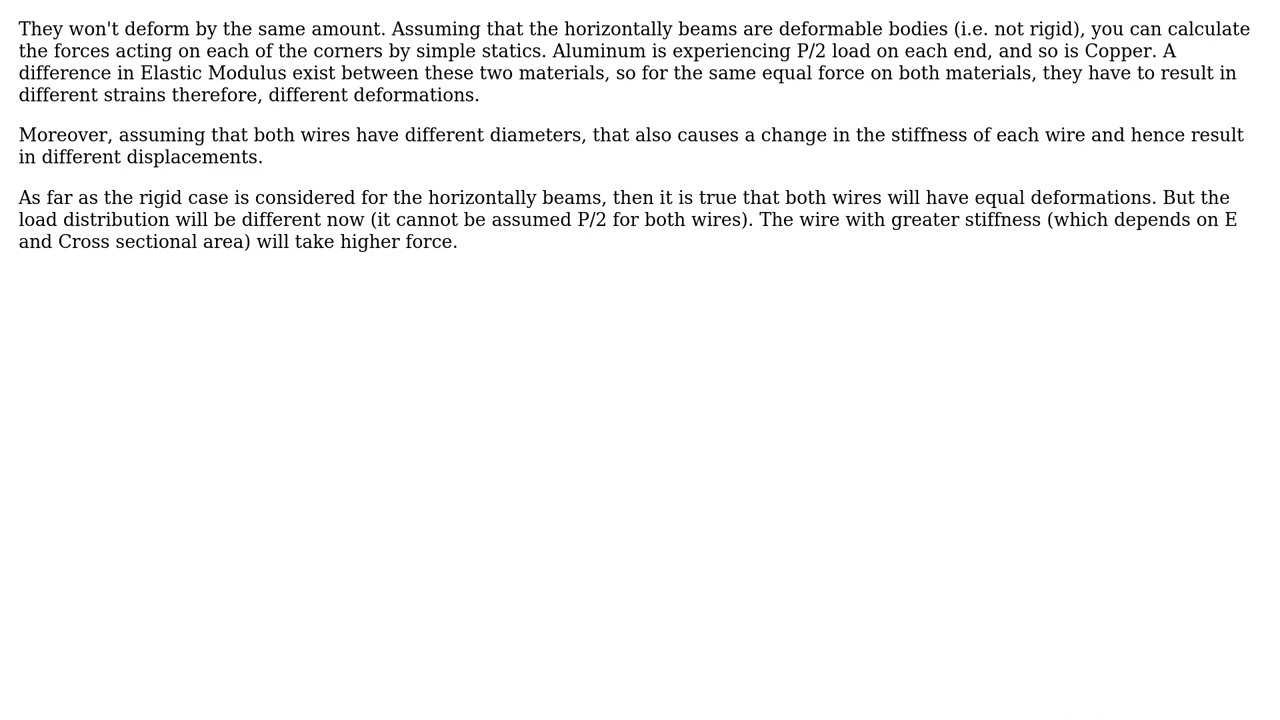 They won't deform by the same amount. Assuming that the horizontally beams are deformable bodies (i.e. not rigid), you can calculate
the forces acting on each of the corners by simple statics. Aluminum is experiencing P/2 load on each end, and so is Copper. A
difference in Elastic Modulus exist between these two materials, so for the same equal force on both materials, they have to result in
different strains therefore, different deformations.
Moreover, assuming that both wires have different diameters, that also causes a change in the stiffness of each wire and hence result
in different displacements.
As far as the rigid case is considered for the horizontally beams, then it is true that both wires will have equal deformations. But the
load distribution will be different now (it cannot be assumed P/2 for both wires). The wire with greater stiffness (which depends on E
and Cross sectional area) will take higher force.